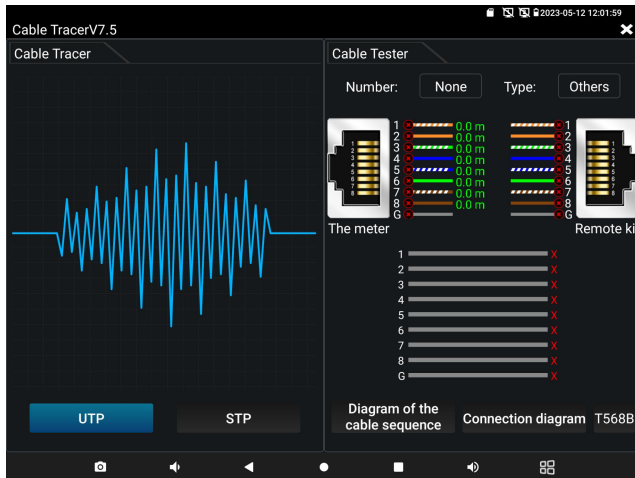 2023-05-12 12:01:59
Cable TracerV7.5
Cable Tracer
Cable Tester
Number: None Type: Others
1 0.0 m 1
2 0.0 m 2
3 0.0 m 3
4 0.0 m 4
5 0.0 m 5
6 0.0 m 6
7 0.0 m 7
8 0.0 m 8
G G
The meter
Remote ki
1 X
2 X
3 X
4 X
5 X
6 X
7 X
8 X
G X
UTP
STP
Diagram of the
cable sequence
Connection diagram
T568B